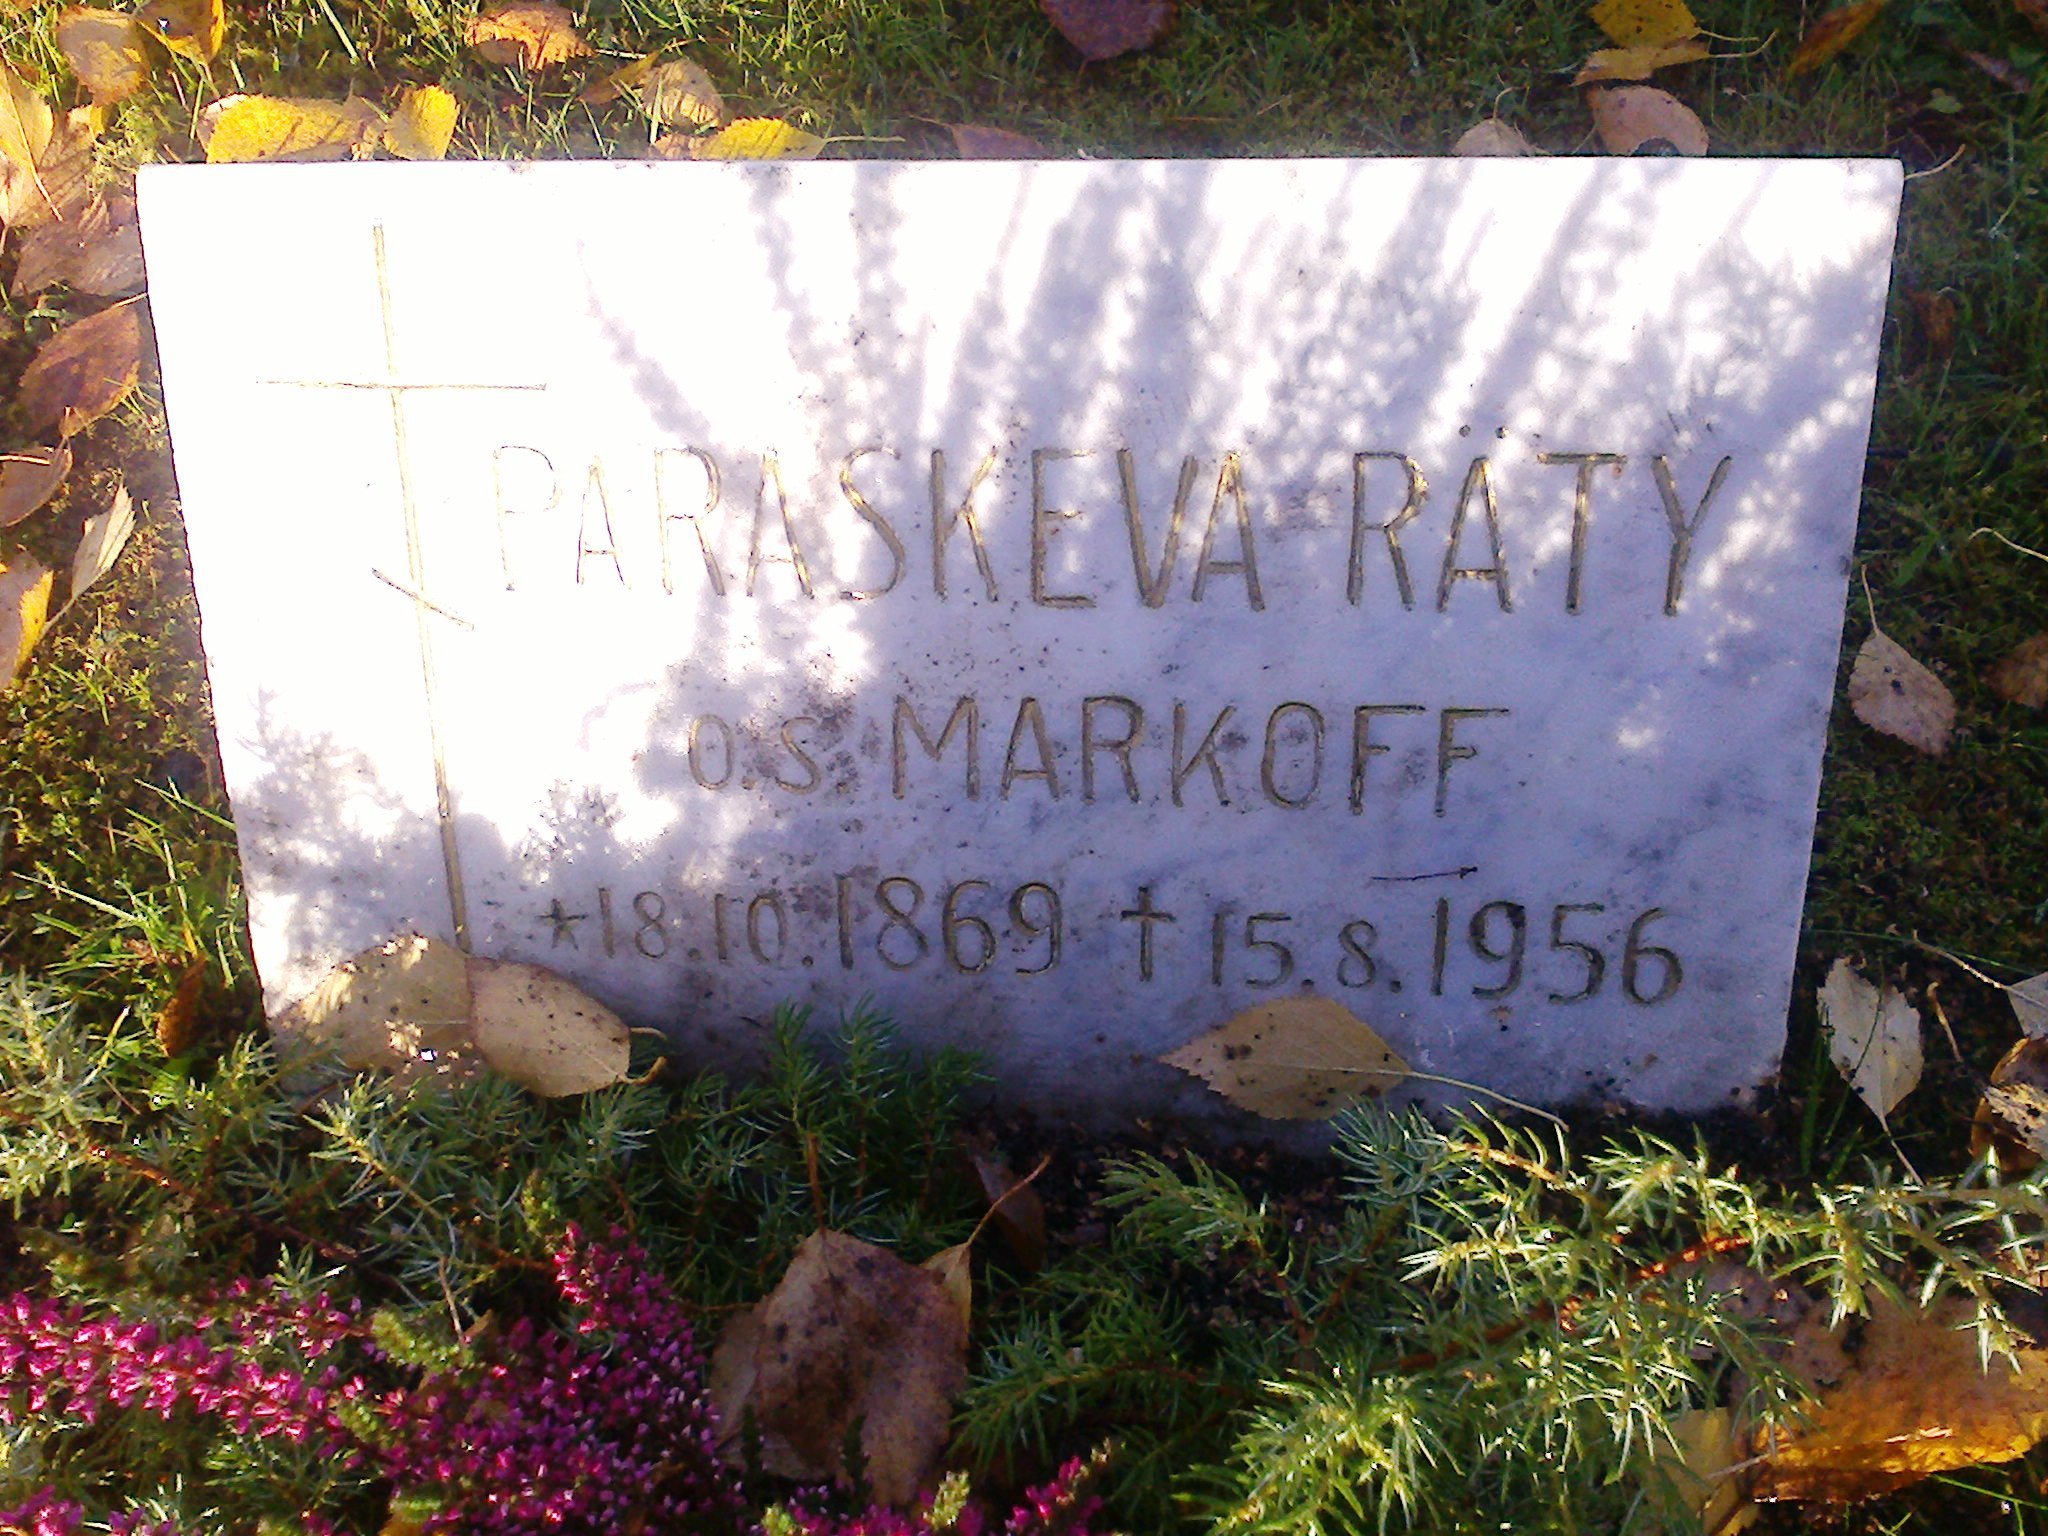 PARASKEVA RÄTY
O.S. MARKOFF
*18.10.1869 †15.8.1956